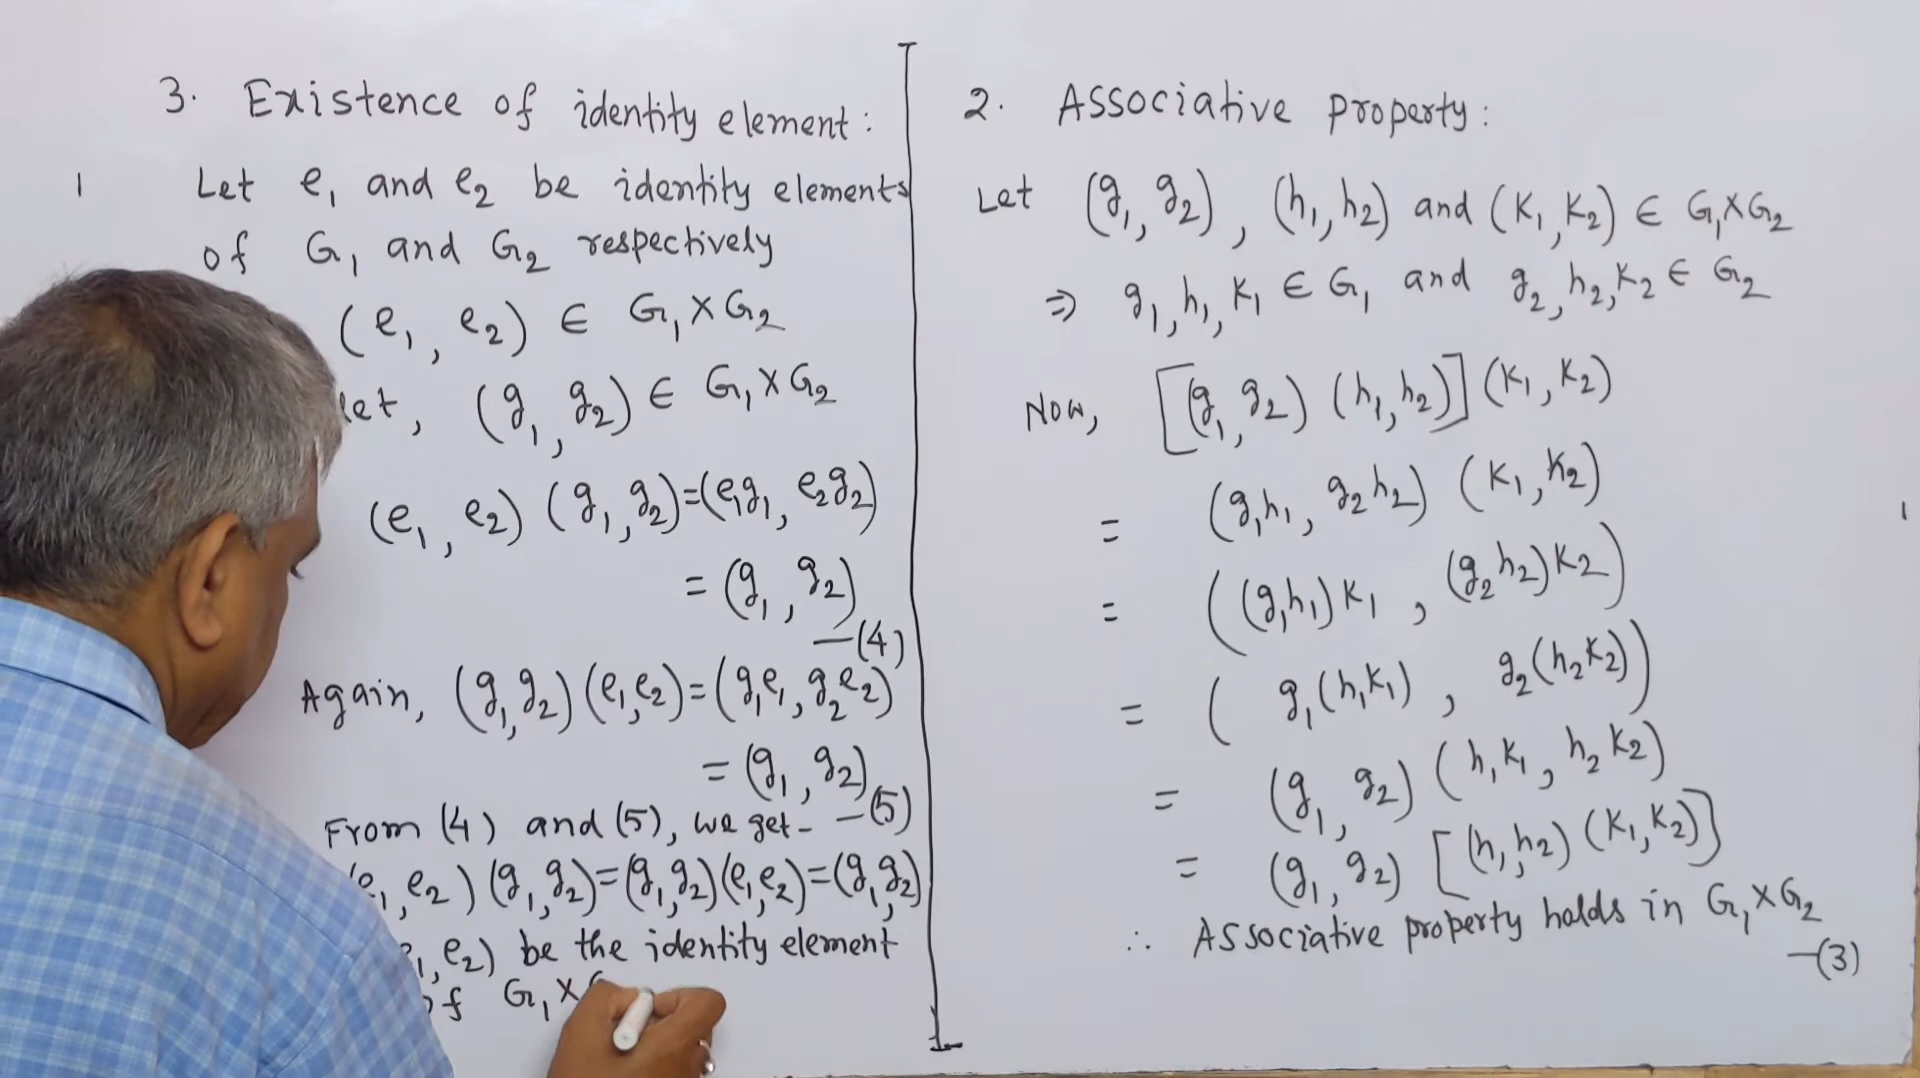 3. Existence of identity element:
Let e₁ and e₂ be identity elements
of G₁ and G₂ respectively
(e₁, e₂) ∈ G₁×G₂
let, (g₁, g₂) ∈ G₁×G₂
(e₁, e₂) (g₁, g₂) = (e₁g₁, e₂g₂)
= (g₁, g₂)
—(4)
Again, (g₁, g₂) (e₁, e₂) = (g₁e₁, g₂e₂)
= (g₁, g₂)
—(5)
From (4) and (5), we get-
(e₁, e₂) (g₁, g₂) = (g₁, g₂) (e₁, e₂) = (g₁, g₂)
e₁, e₂) be the identity element
of G₁ ×
2. Associative property:
Let (g₁, g₂), (h₁, h₂) and (K₁, K₂) ∈ G₁×G₂
⇒ g₁, h₁, K₁ ∈ G₁ and g₂, h₂, K₂ ∈ G₂
Now, [(g₁, g₂) (h₁, h₂)] (K₁, K₂)
= (g₁h₁, g₂h₂) (K₁, K₂)
= ((g₁h₁)K₁, (g₂h₂)K₂)
= ( g₁(h₁K₁), g₂(h₂K₂))
= (g₁, g₂) (h₁K₁, h₂K₂)
= (g₁, g₂) [(h₁, h₂) (K₁, K₂)]
∴ Associative property holds in G₁×G₂
—(3)